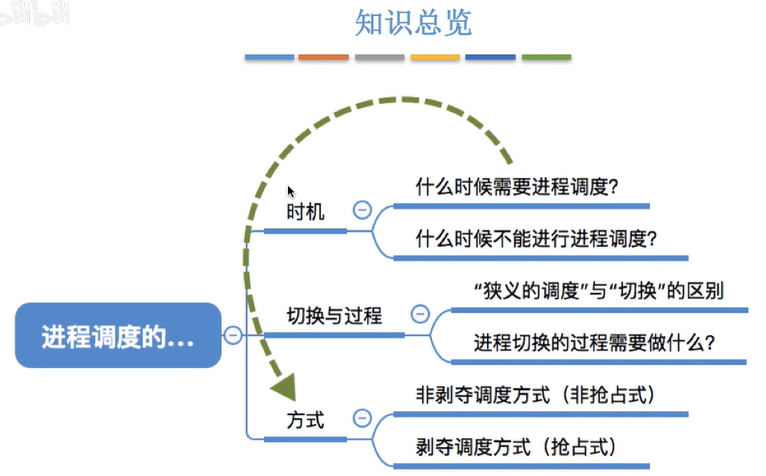 知识总览
什么时候需要进程调度?
时机
什么时候不能进行进程调度?
“狭义的调度”与“切换”的区别
切换与过程
进程调度的...
进程切换的过程需要做什么?
非剥夺调度方式（非抢占式）
方式
剥夺调度方式（抢占式）